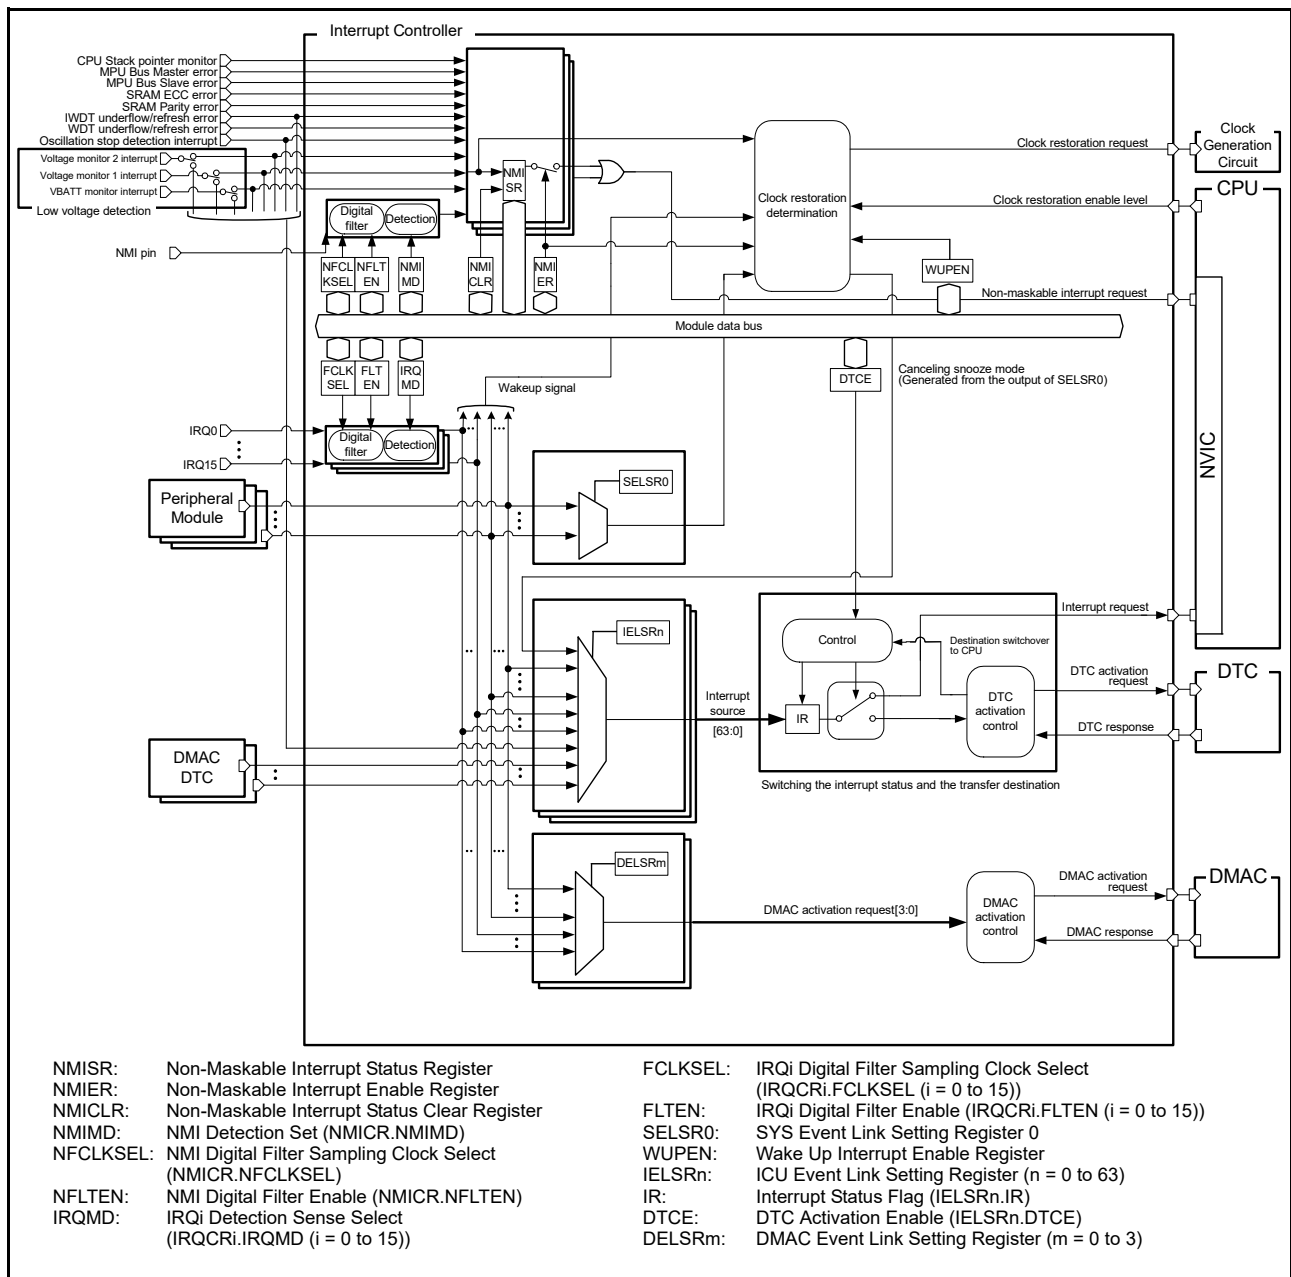 Interrupt Controller
CPU Stack pointer monitor
MPU Bus Master error
MPU Bus Slave error
SRAM ECC error
SRAM Parity error
IWDT underflow/refresh error
WDT underflow/refresh error
Oscillation stop detection interrupt
Voltage monitor 2 interrupt
Voltage monitor 1 interrupt
VBATT monitor interrupt
Low voltage detection
NMI pin
Digital
filter
Detection
NFCL
KSEL
NFLT
EN
NMI
MD
NMI
CLR
NMI
SR
NMI
ER
Clock restoration
determination
WUPEN
Clock restoration request
Clock restoration enable level
Non-maskable interrupt request
Clock
Generation
Circuit
CPU
NVIC
Module data bus
FCLK
SEL
FLT
EN
IRQ
MD
Wakeup signal
DTCE
Canceling snooze mode
(Generated from the output of SELSR0)
IRQ0
IRQ15
Digital
filter
Detection
Peripheral
Module
SELSR0
IELSRn
Interrupt
source
[63:0]
Control
IR
Destination switchover
to CPU
DTC
activation
control
Interrupt request
DTC activation
request
DTC response
DTC
Switching the interrupt status and the transfer destination
DMAC
DTC
DELSRm
DMAC activation request[3:0]
DMAC
activation
control
DMAC activation
request
DMAC response
DMAC
NMISR: Non-Maskable Interrupt Status Register
NMIER: Non-Maskable Interrupt Enable Register
NMICLR: Non-Maskable Interrupt Status Clear Register
NMIMD: NMI Detection Set (NMICR.NMIMD)
NFCLKSEL: NMI Digital Filter Sampling Clock Select
(NMICR.NFCLKSEL)
NFLTEN: NMI Digital Filter Enable (NMICR.NFLTEN)
IRQMD: IRQi Detection Sense Select
(IRQCRi.IRQMD (i = 0 to 15))
FCLKSEL: IRQi Digital Filter Sampling Clock Select
(IRQCRi.FCLKSEL (i = 0 to 15))
FLTEN: IRQi Digital Filter Enable (IRQCRi.FLTEN (i = 0 to 15))
SELSR0: SYS Event Link Setting Register 0
WUPEN: Wake Up Interrupt Enable Register
IELSRn: ICU Event Link Setting Register (n = 0 to 63)
IR: Interrupt Status Flag (IELSRn.IR)
DTCE: DTC Activation Enable (IELSRn.DTCE)
DELSRm: DMAC Event Link Setting Register (m = 0 to 3)